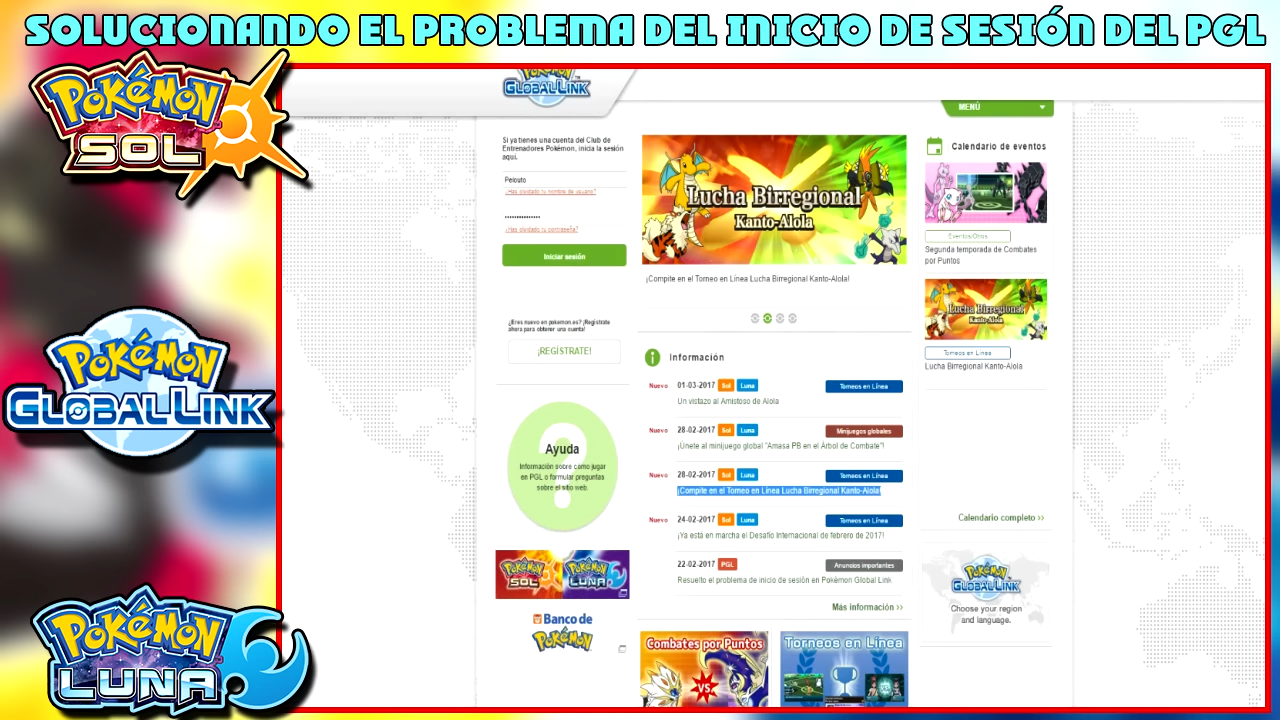 SOLUCIONANDO EL PROBLEMA DEL INICIO DE SESIÓN DEL PGL
POKéMON
SOL
POKéMON
GLOBAL LINK
POKéMON
LUNA
POKéMON
GLOBAL LINK
MENÚ
Si ya tienes una cuenta del Club de
Entrenadores Pokémon, inicia la sesión
aquí.
Pelouto
¿Has olvidado tu nombre de usuario?
¿Has olvidado tu contraseña?
Iniciar sesión
¿Eres nuevo en pokemon.es? ¡Regístrate
ahora para obtener una cuenta!
¡REGÍSTRATE!
?
Ayuda
Información sobre cómo jugar
en PGL o formular preguntas
sobre el sitio web.
POKéMON SOL POKéMON LUNA
Banco de
POKéMON
Lucha Birregional
Kanto-Alola
¡Compite en el Torneo en Línea Lucha Birregional Kanto-Alola!
Información
Nuevo 01-03-2017 Sol Luna Torneos en Línea
Un vistazo al Amistoso de Alola
Nuevo 28-02-2017 Sol Luna Minijuegos globales
¡Únete al minijuego global "Amasa PB en el Árbol de Combate"!
Nuevo 28-02-2017 Sol Luna Torneos en Línea
¡Compite en el Torneo en Línea Lucha Birregional Kanto-Alola!
Nuevo 24-02-2017 Sol Luna Torneos en Línea
¡Ya está en marcha el Desafío Internacional de febrero de 2017!
22-02-2017 PGL Anuncios importantes
Resuelto el problema de inicio de sesión en Pokémon Global Link
Más información >>
Combates por Puntos
VS
Torneos en Línea
Calendario de eventos
Eventos/Otros
Segunda temporada de Combates
por Puntos
Lucha Birregional
Kanto-Alola
Torneos en Línea
Lucha Birregional Kanto-Alola
Calendario completo >>
POKéMON
GLOBAL LINK
Choose your region
and language.